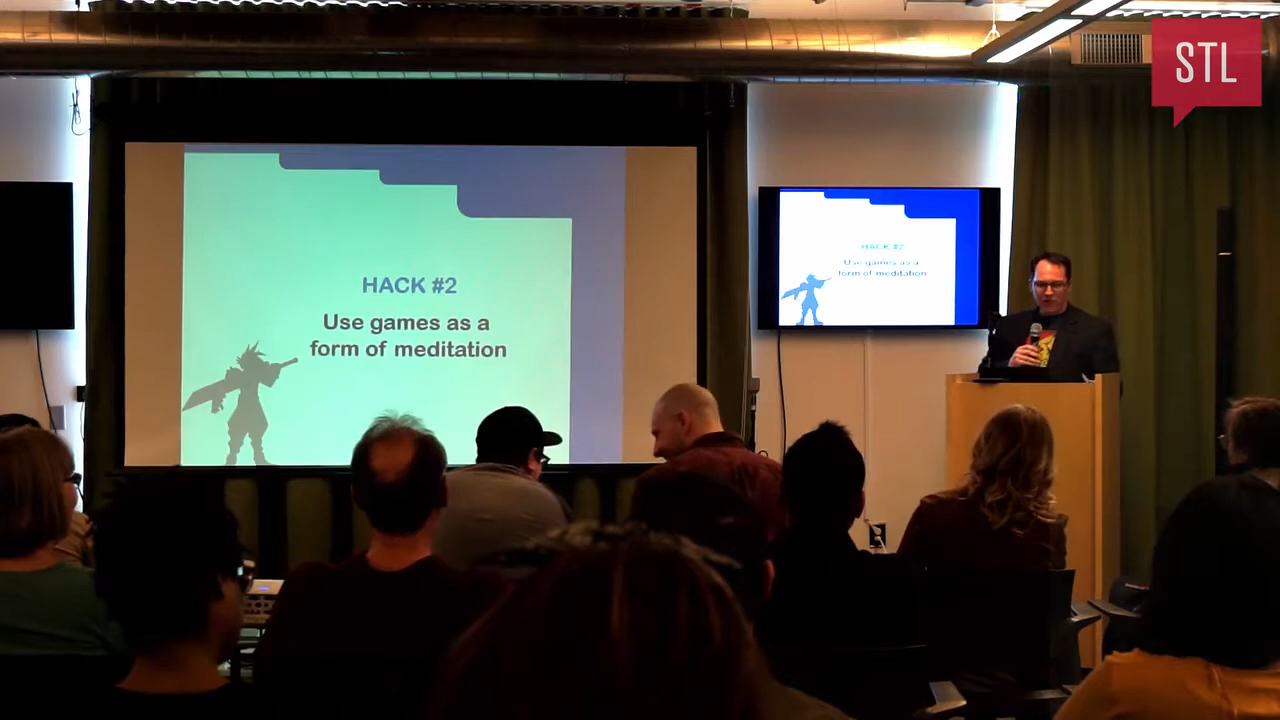 STL
HACK #2
Use games as a
form of meditation
HACK #2
Use games as a
form of meditation